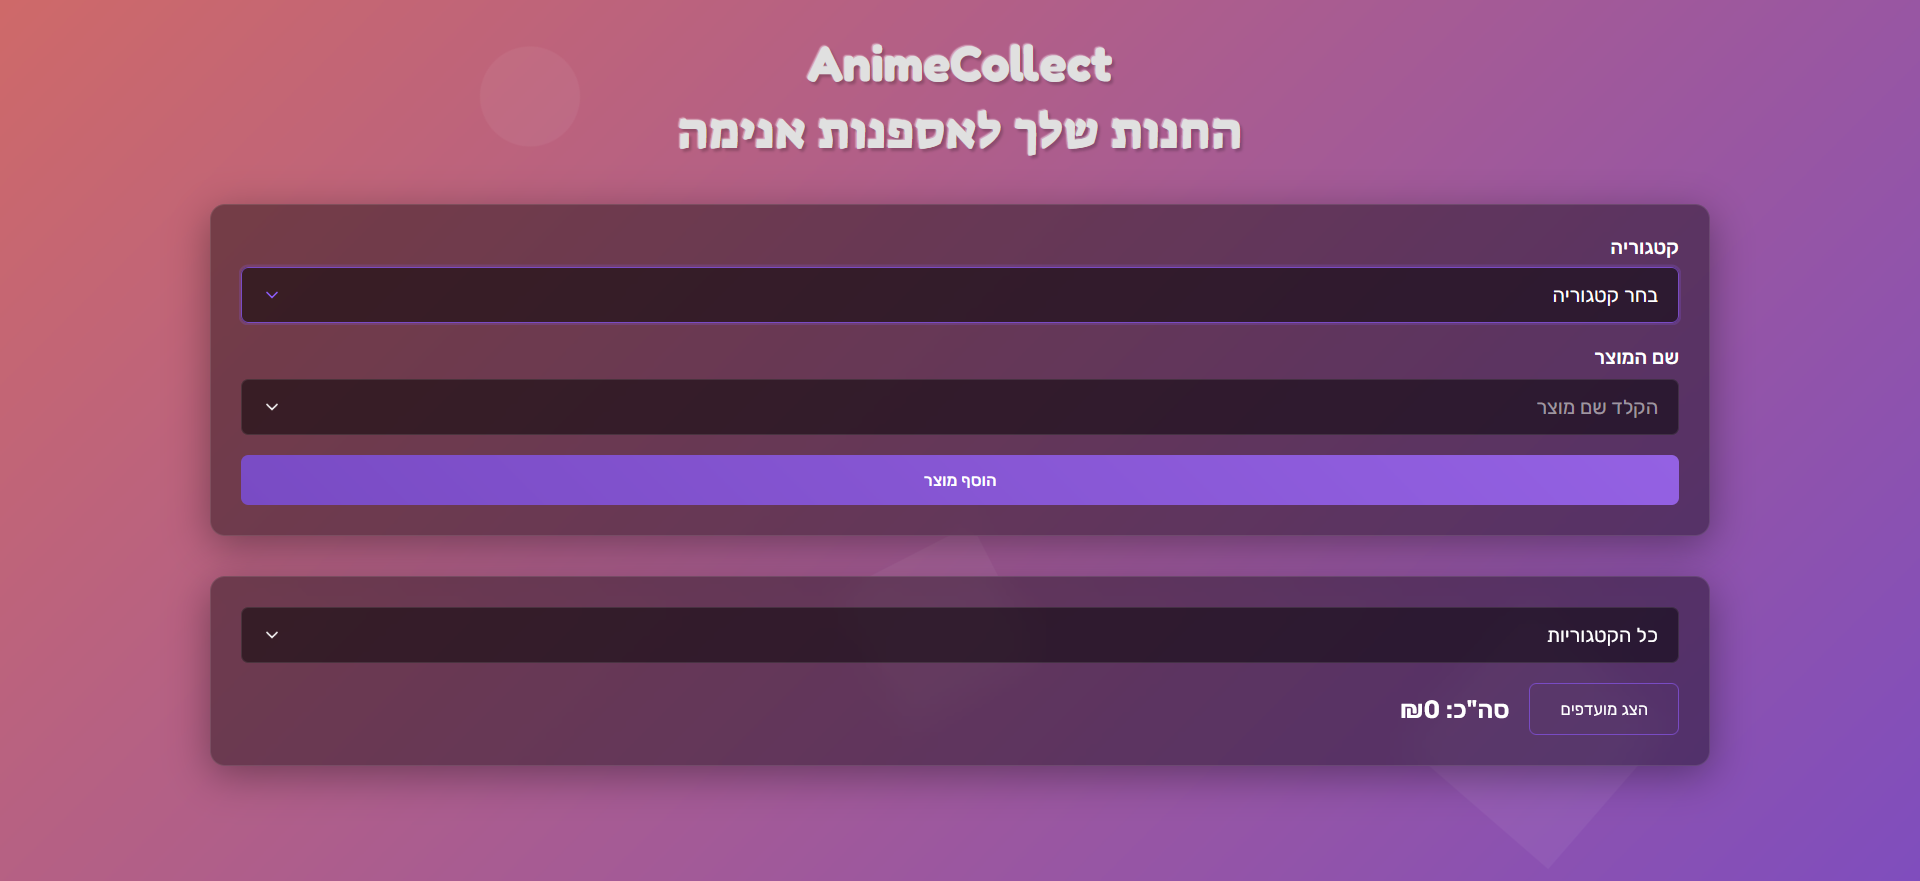 AnimeCollect
החנות שלך לאספנות אנימה
קטגוריה
בחר קטגוריה
שם המוצר
הקלד שם מוצר
הוסף מוצר
כל הקטגוריות
הצג מועדפים
סה"כ: ₪0